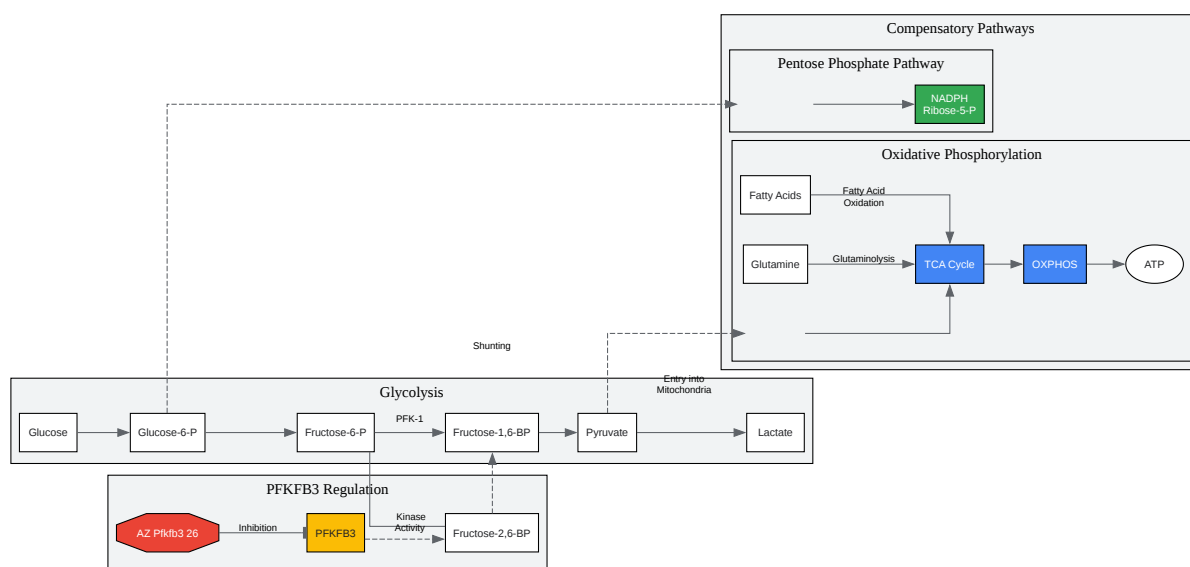 Compensatory Pathways
Pentose Phosphate Pathway
NADPH
Ribose-5-P
Oxidative Phosphorylation
Fatty Acids
Fatty Acid
Oxidation
Glutamine
Glutaminolysis
TCA Cycle
OXPHOS
ATP
Shunting
Entry into
Mitochondria
Glycolysis
Glucose
Glucose-6-P
Fructose-6-P
PFK-1
Fructose-1,6-BP
Pyruvate
Lactate
PFKFB3 Regulation
AZ Pfkfb3 26
Inhibition
PFKFB3
Kinase
Activity
Fructose-2,6-BP